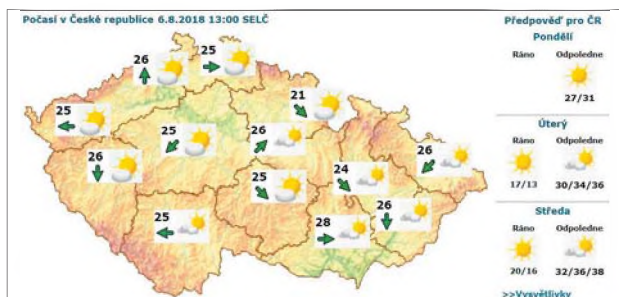 Počasí v České republice 6.8.2018 13:00 SELČ
26
25
25
21
25
26
26
26
24
25
26
25
28
Předpověď pro ČR
Pondělí
Ráno Odpoledne
27/31
Úterý
Ráno Odpoledne
17/13 30/34/36
Středa
Ráno Odpoledne
20/16 32/36/38
>>Vysvětlivky